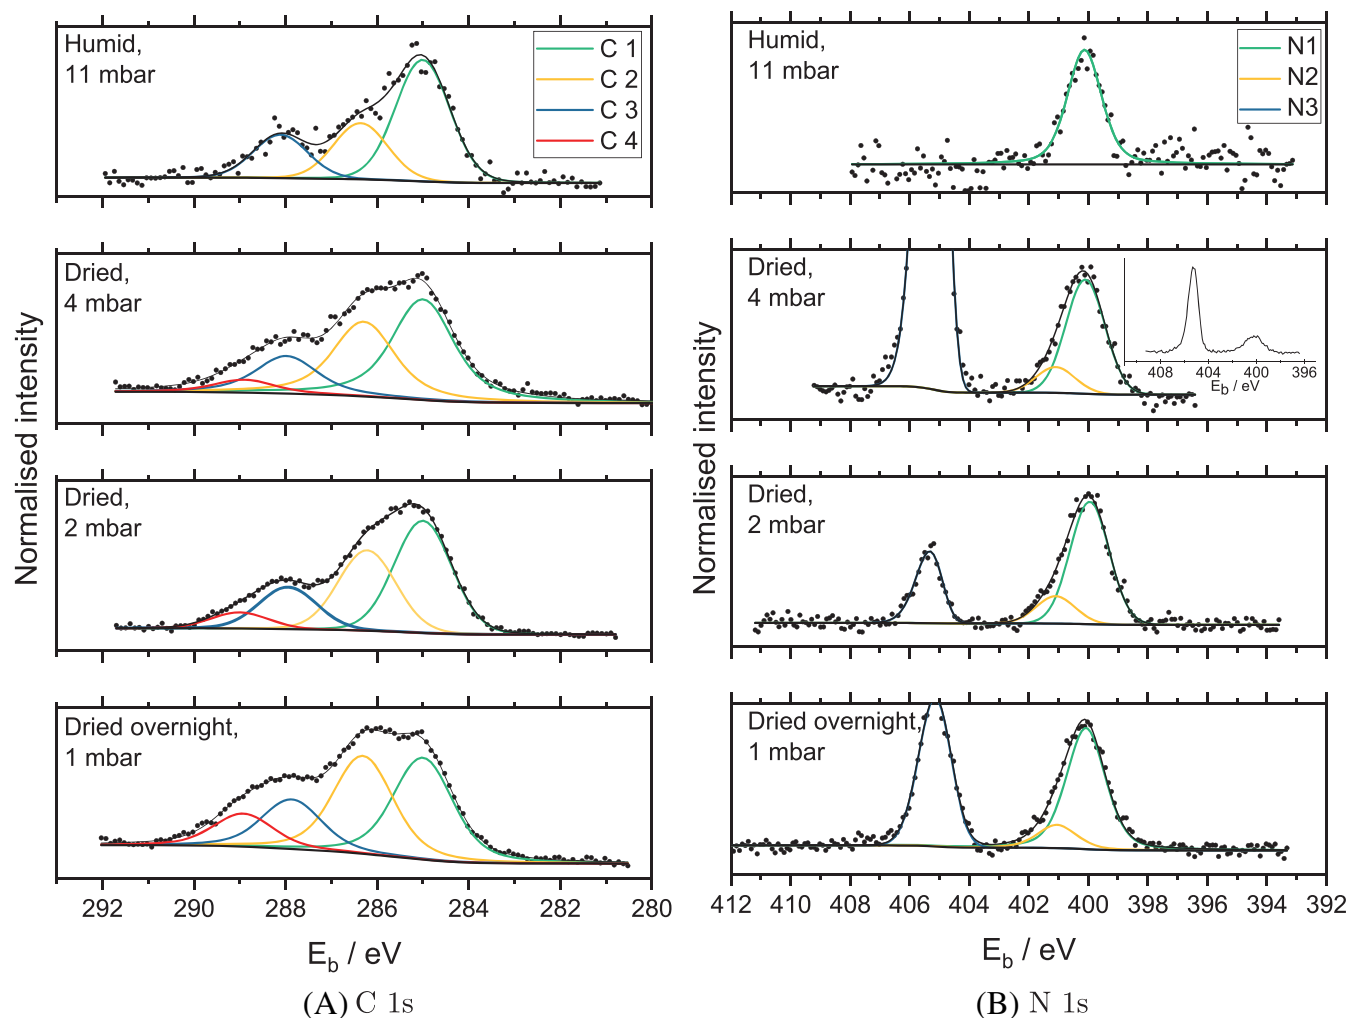 Normalised intensity
Humid,
11 mbar
C 1
C 2
C 3
C 4
Dried,
4 mbar
Dried,
2 mbar
Dried overnight,
1 mbar
292 290 288 286 284 282 280
E_b / eV
(A) C 1s
Normalised intensity
Humid,
11 mbar
N1
N2
N3
Dried,
4 mbar
408 404 400 396
E_b / eV
Dried,
2 mbar
Dried overnight,
1 mbar
412 410 408 406 404 402 400 398 396 394 392
E_b / eV
(B) N 1s